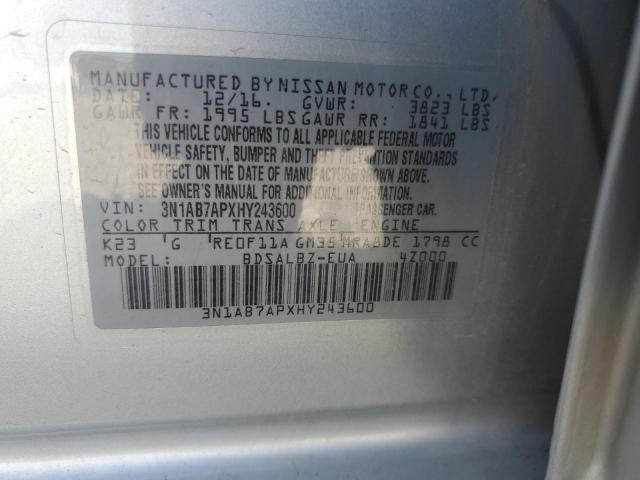 MANUFACTURED BY NISSAN MOTOR CO., LTD.
DATE: 12/16. GVWR: 3823 LBS
GAWR FR: 1995 LBS GAWR RR: 1841 LBS
THIS VEHICLE CONFORMS TO ALL APPLICABLE FEDERAL MOTOR
VEHICLE SAFETY, BUMPER AND THEFT PREVENTION STANDARDS
IN EFFECT ON THE DATE OF MANUFACTURE SHOWN ABOVE.
SEE OWNER'S MANUAL FOR ADDITIONAL INFORMATION.
VIN: 3N1AB7APXHY243600 PASSENGER CAR.
COLOR TRIM TRANS AXLE ENGINE
K23 G RE0F11A GM35 MRA8DE 1798 CC
MODEL: BDSALBZ-EUA 4Z000
3N1AB7APXHY243600